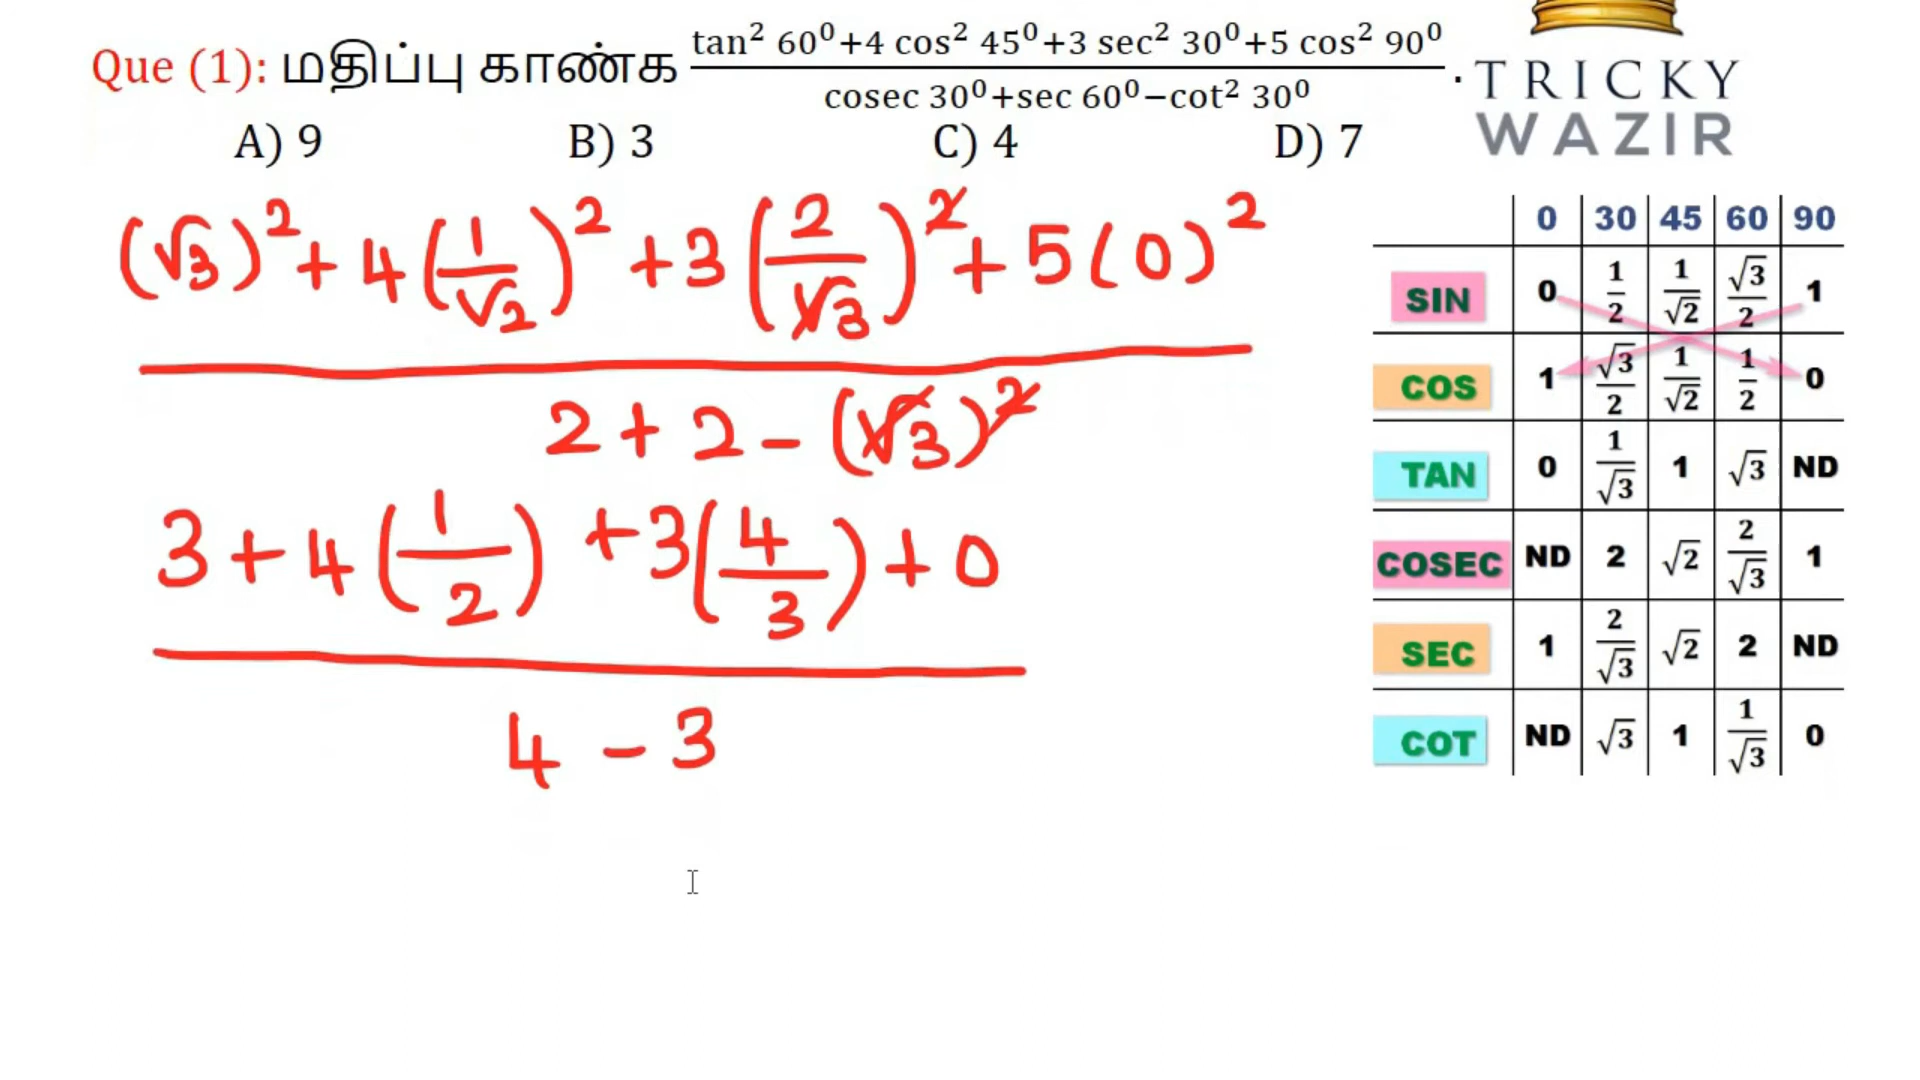 Que (1): மதிப்பு காண்க (tan² 60⁰+4 cos² 45⁰+3 sec² 30⁰+5 cos² 90⁰)/(cosec 30⁰+sec 60⁰−cot² 30⁰).
A) 9 B) 3 C) 4 D) 7
TRICKY
WAZIR
(√3)² + 4(1/√2)² + 3(2/√3)² + 5(0)²
2 + 2 − (√3)²
3 + 4(1/2) + 3(4/3) + 0
4 − 3
0 30 45 60 90
SIN 0 1/2 1/√2 √3/2 1
COS 1 √3/2 1/√2 1/2 0
TAN 0 1/√3 1 √3 ND
COSEC ND 2 √2 2/√3 1
SEC 1 2/√3 √2 2 ND
COT ND √3 1 1/√3 0